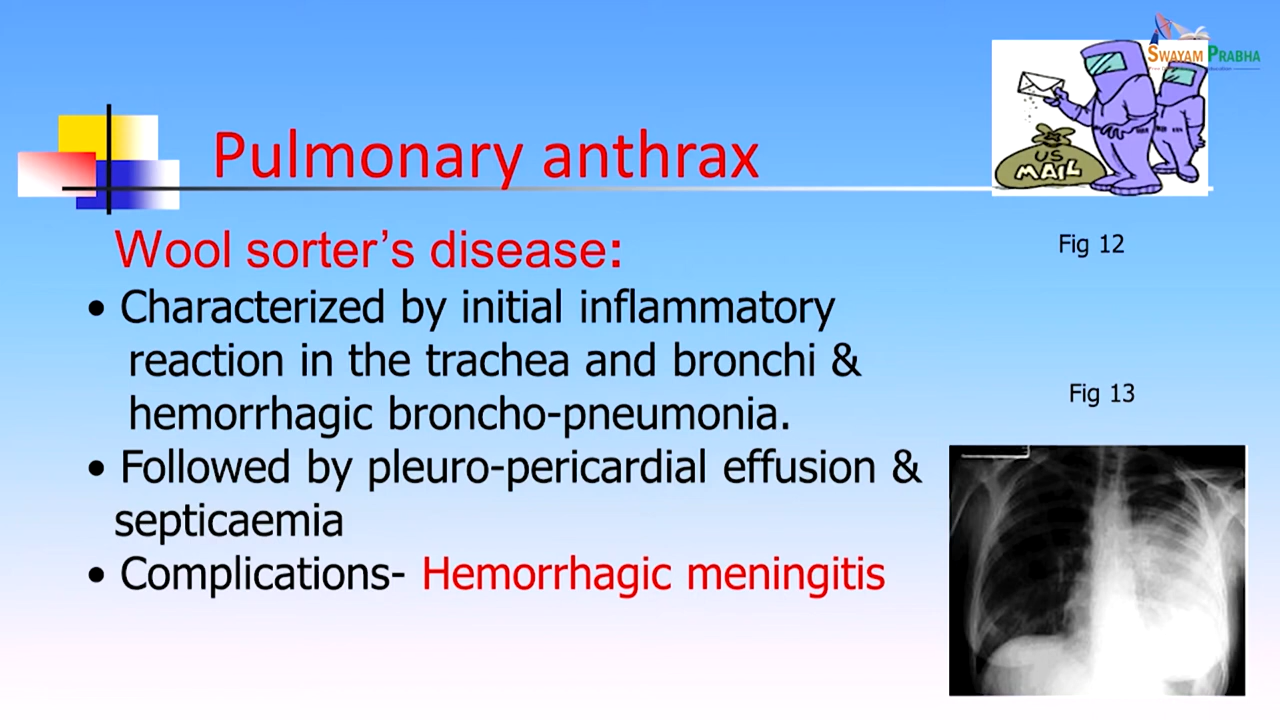 SWAYAM PRABHA
Pulmonary anthrax
US
MAIL
Fig 12
Wool sorter’s disease:
• Characterized by initial inflammatory
reaction in the trachea and bronchi &
hemorrhagic broncho-pneumonia.
• Followed by pleuro-pericardial effusion &
septicaemia
• Complications- Hemorrhagic meningitis
Fig 13